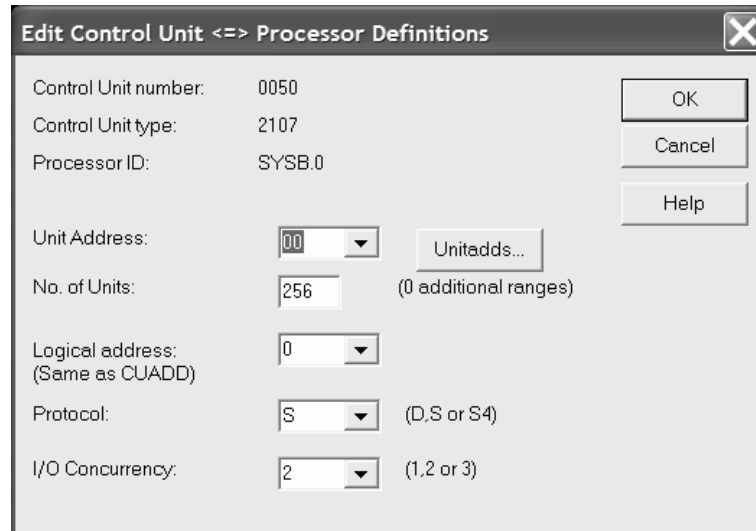 Edit Control Unit <=> Processor Definitions
Control Unit number: 0050
OK
Control Unit type: 2107
Cancel
Processor ID: SYSB.0
Help
Unit Address: 00 Unitadds...
No. of Units: 256 (0 additional ranges)
Logical address: 0
(Same as CUADD)
Protocol: S (D,S or S4)
I/O Concurrency: 2 (1,2 or 3)